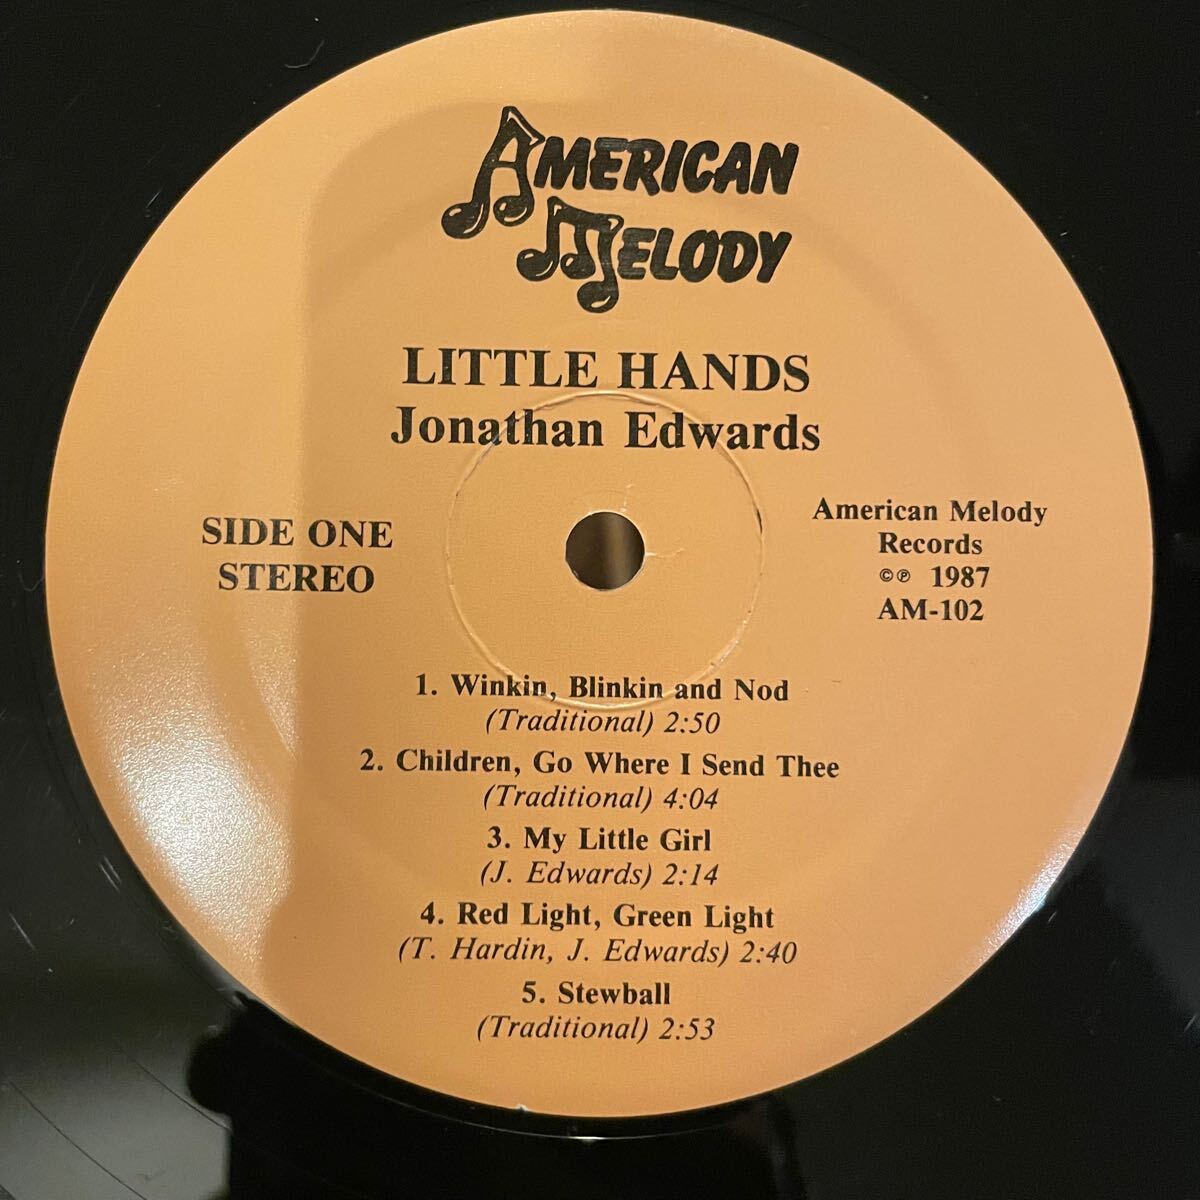 AMERICAN
MELODY
LITTLE HANDS
Jonathan Edwards
SIDE ONE
STEREO
American Melody
Records
©℗ 1987
AM-102
1. Winkin, Blinkin and Nod
(Traditional) 2:50
2. Children, Go Where I Send Thee
(Traditional) 4:04
3. My Little Girl
(J. Edwards) 2:14
4. Red Light, Green Light
(T. Hardin, J. Edwards) 2:40
5. Stewball
(Traditional) 2:53